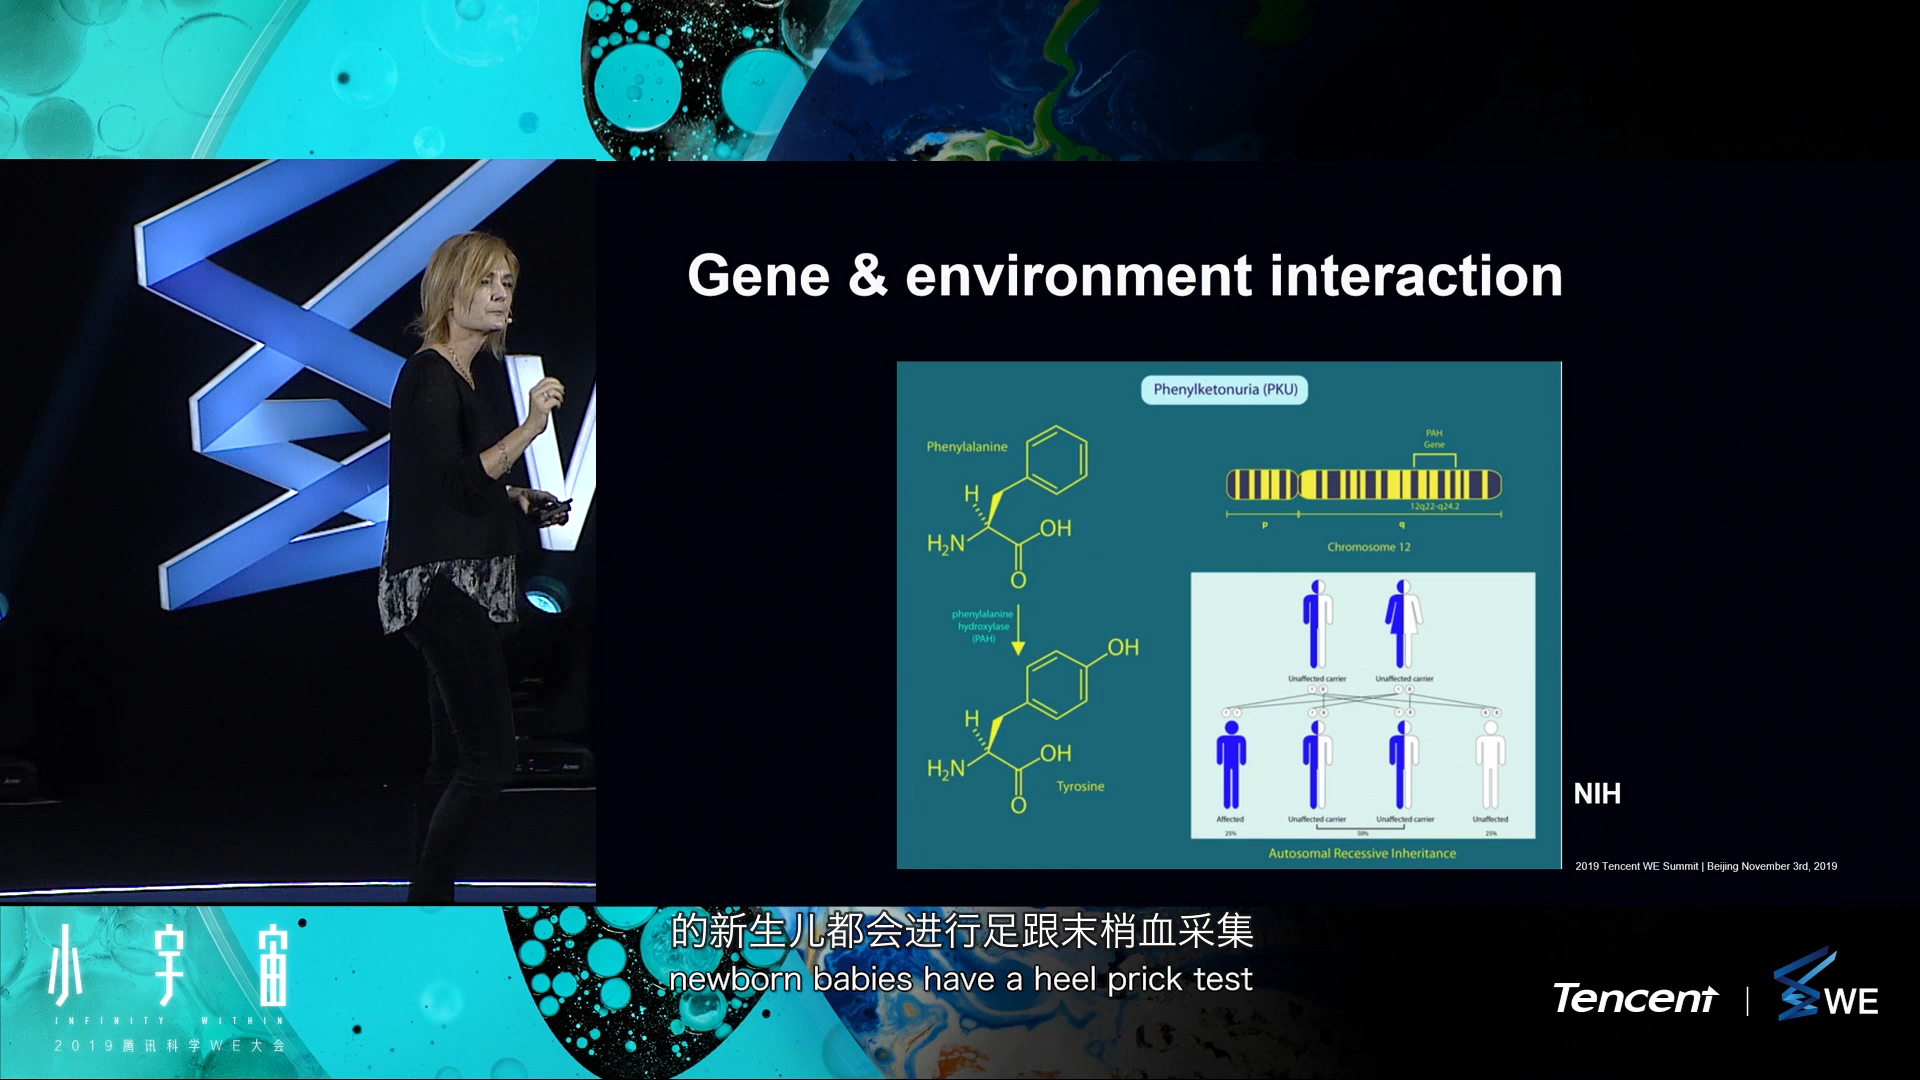 Gene & environment interaction
Phenylketonuria (PKU)
Phenylalanine
H
H₂N
OH
O
phenylalanine
hydroxylase
(PAH)
OH
H
H₂N
OH
O
Tyrosine
PAH
Gene
12q22-q24.2
p
q
Chromosome 12
Unaffected carrier
Unaffected carrier
Affected
Unaffected carrier
Unaffected carrier
Unaffected
25%
50%
25%
Autosomal Recessive Inheritance
NIH
2019 Tencent WE Summit | Beijing November 3rd, 2019
的新生儿都会进行足跟末梢血采集
newborn babies have a heel prick test
小宇宙
INFINITY WITHIN
2019腾讯科学WE大会
Tencent | WE